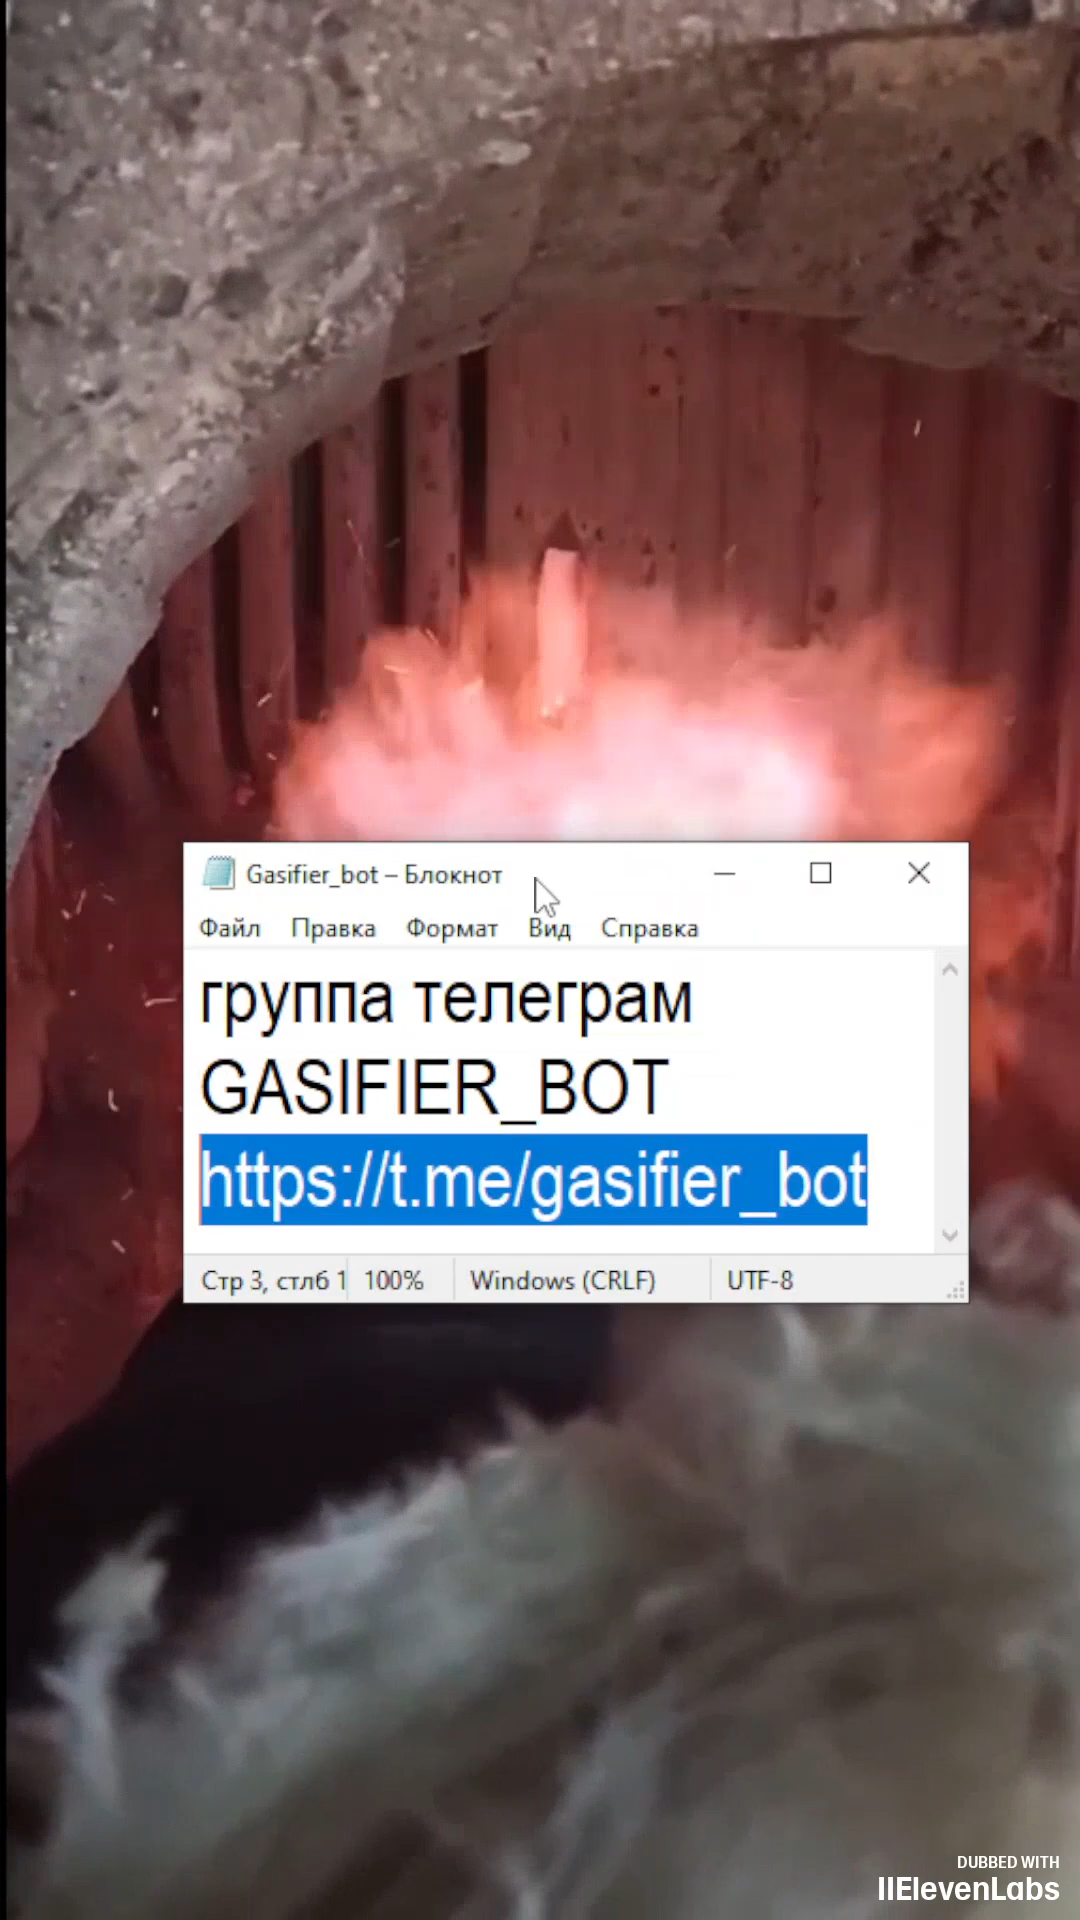 Gasifier_bot – Блокнот
Файл Правка Формат Вид Справка
группа телеграм
GASIFIER_BOT
https://t.me/gasifier_bot
Стр 3, стлб 1 100% Windows (CRLF) UTF-8
DUBBED WITH
IIElevenLabs